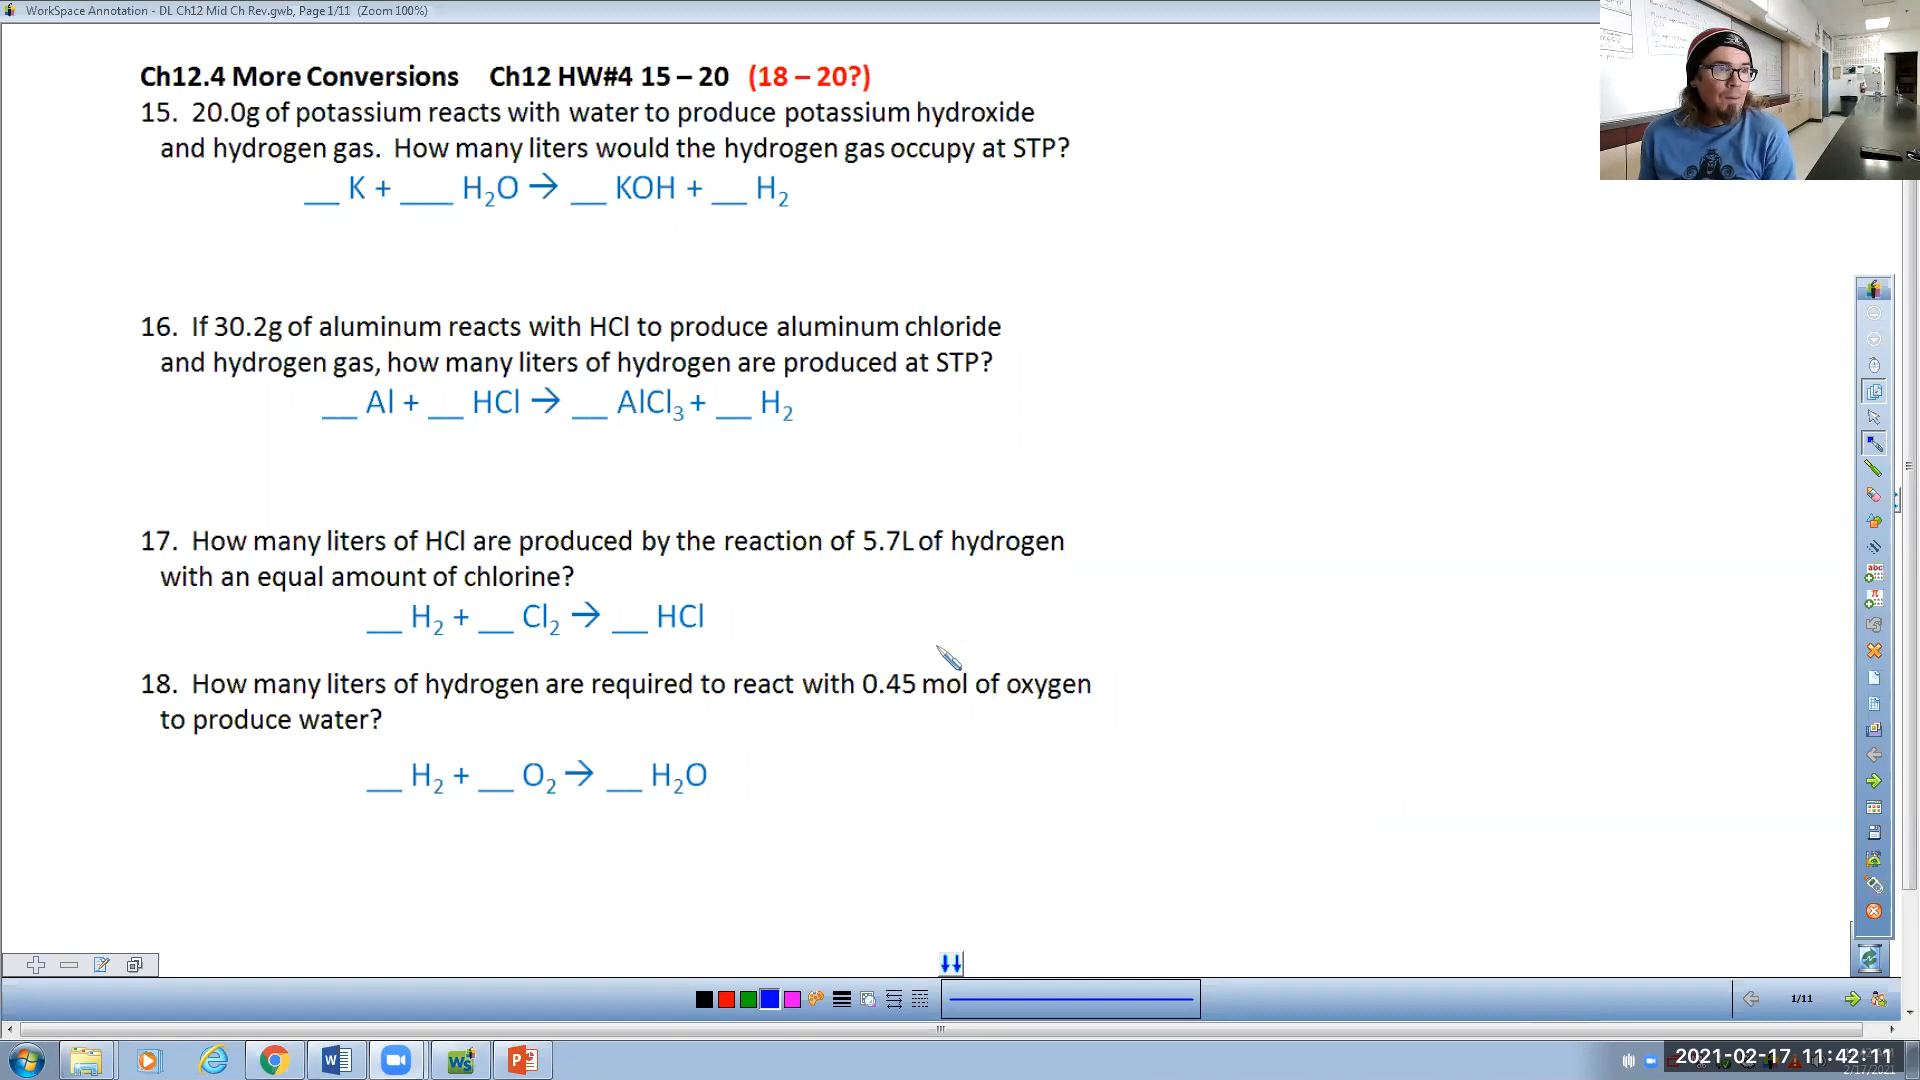 WorkSpace Annotation - DL Ch12 Mid Ch Rev.gwb, Page 1/11 (Zoom 100%)
Ch12.4 More Conversions Ch12 HW#4 15 – 20 (18 – 20?)
15. 20.0g of potassium reacts with water to produce potassium hydroxide
and hydrogen gas. How many liters would the hydrogen gas occupy at STP?
__ K + ___ H₂O → __ KOH + __ H₂
16. If 30.2g of aluminum reacts with HCl to produce aluminum chloride
and hydrogen gas, how many liters of hydrogen are produced at STP?
__ Al + __ HCl → __ AlCl₃ + __ H₂
17. How many liters of HCl are produced by the reaction of 5.7L of hydrogen
with an equal amount of chlorine?
__ H₂ + __ Cl₂ → __ HCl
18. How many liters of hydrogen are required to react with 0.45 mol of oxygen
to produce water?
__ H₂ + __ O₂ → __ H₂O
abc
π
1/11
W
Ws
P
2021-02-17 11:42:11
2/17/2021